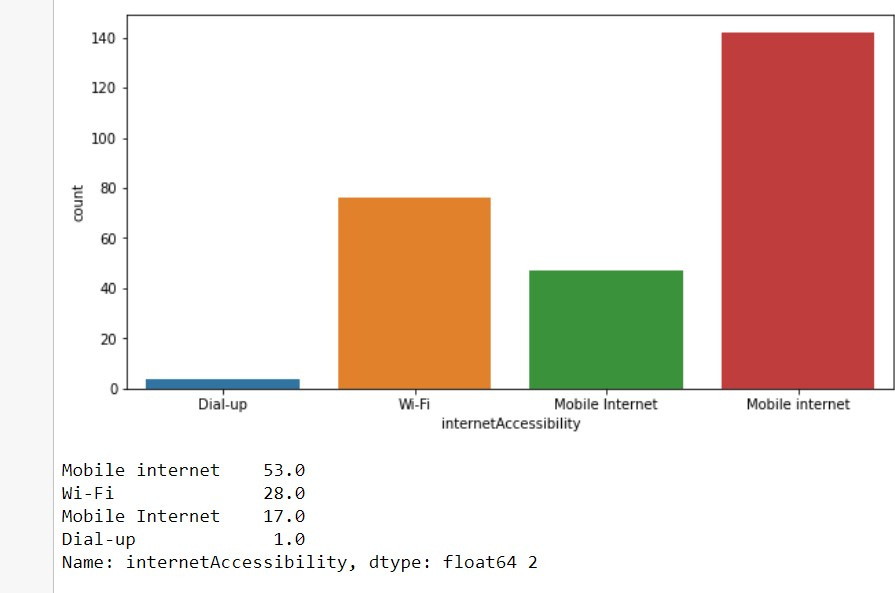 140
120
100
80
60
40
20
0
count
Dial-up Wi-Fi Mobile Internet Mobile internet
internetAccessibility
Mobile internet 53.0
Wi-Fi 28.0
Mobile Internet 17.0
Dial-up 1.0
Name: internetAccessibility, dtype: float64 2